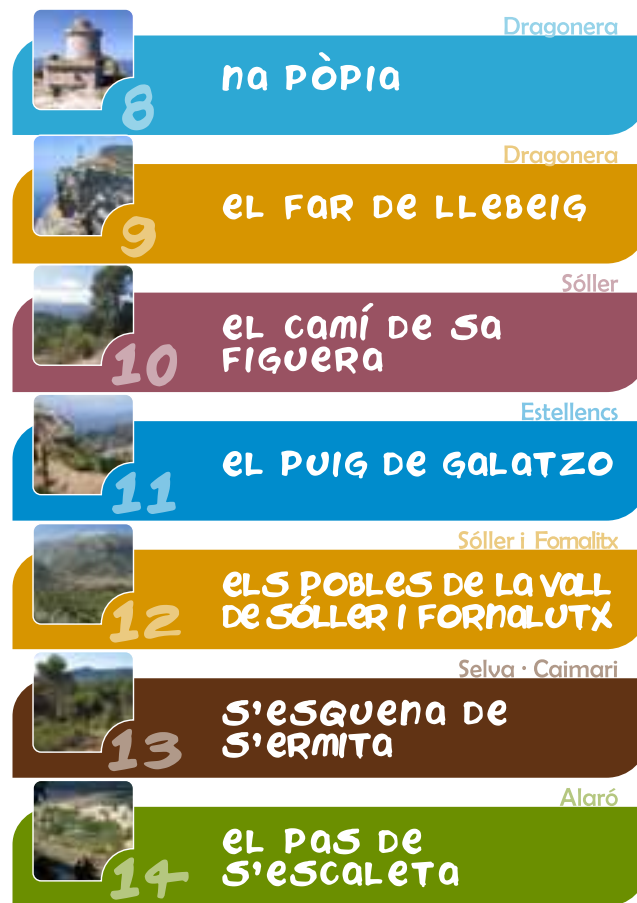 Dragonera
8
Na Pòpia
Dragonera
9
El Far de Llebeig
Sóller
10
El Camí de Sa
Figuera
Estellencs
11
El Puig de Galatzo
Sóller i Fornalitx
12
Els Pobles de la Vall
de Sóller i Fornalutx
Selva · Caimari
13
S'Esquena de
S'Ermita
Alaró
14
El Pas de
S'Escaleta